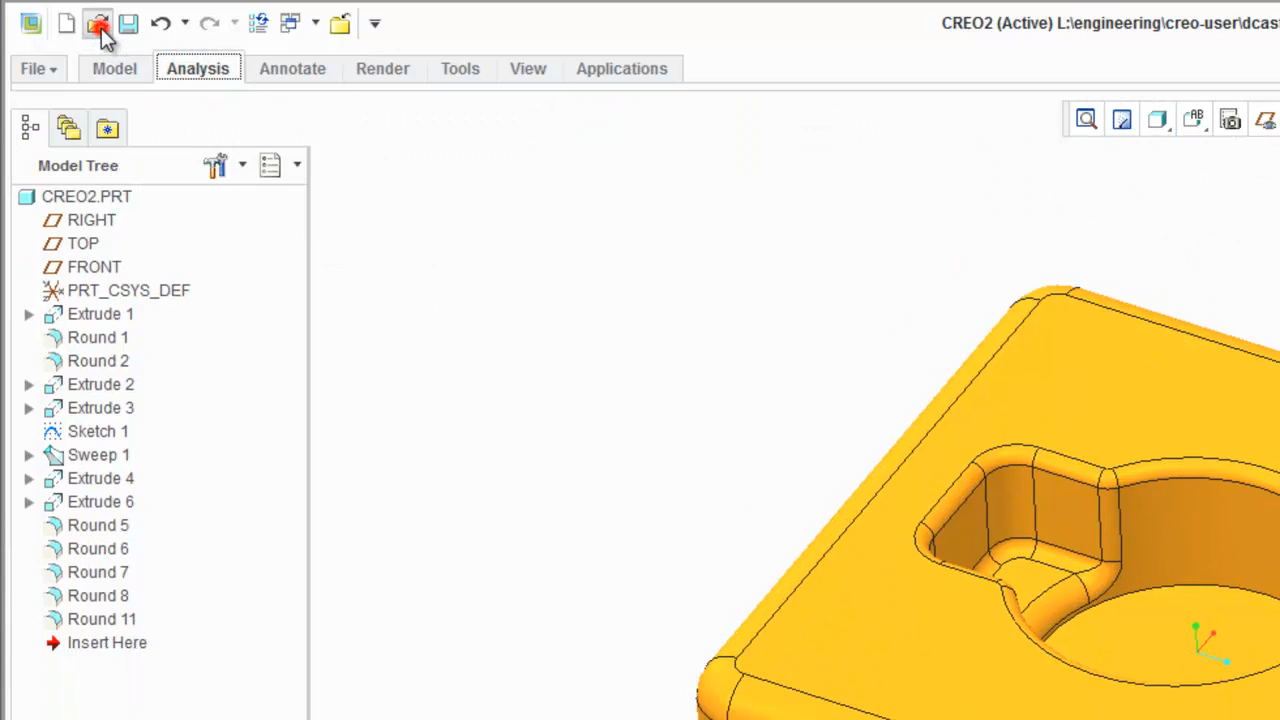 CREO2 (Active) L:\engineering\creo-user\dcas
File Model Analysis Annotate Render Tools View Applications
AB
Model Tree
CREO2.PRT
RIGHT
TOP
FRONT
PRT_CSYS_DEF
Extrude 1
Round 1
Round 2
Extrude 2
Extrude 3
Sketch 1
Sweep 1
Extrude 4
Extrude 6
Round 5
Round 6
Round 7
Round 8
Round 11
Insert Here